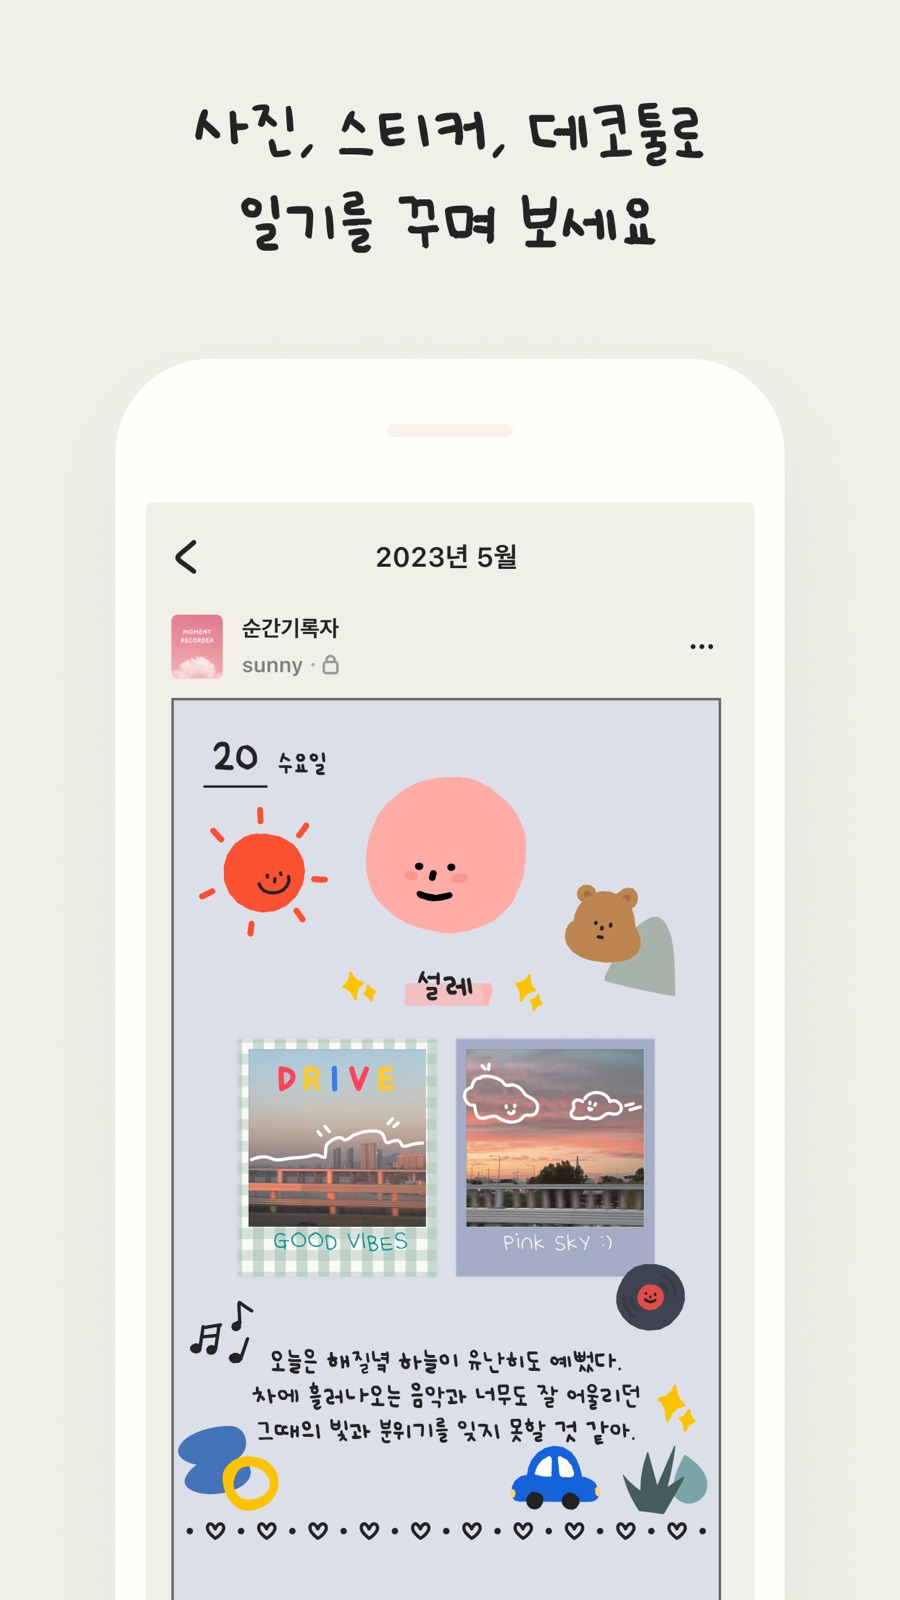 사진, 스티커, 데코툴로
일기를 꾸며 보세요
2023년 5월
MOMENT
RECORDER
순간기록자
sunny ·
20 수요일
설레
DRIVE
GOOD VIBES
Pink SKY :)
오늘은 해질녘 하늘이 유난히도 예뻤다.
차에 흘러나오는 음악과 너무도 잘 어울리던
그때의 빛과 분위기를 잊지 못할 것 같아.